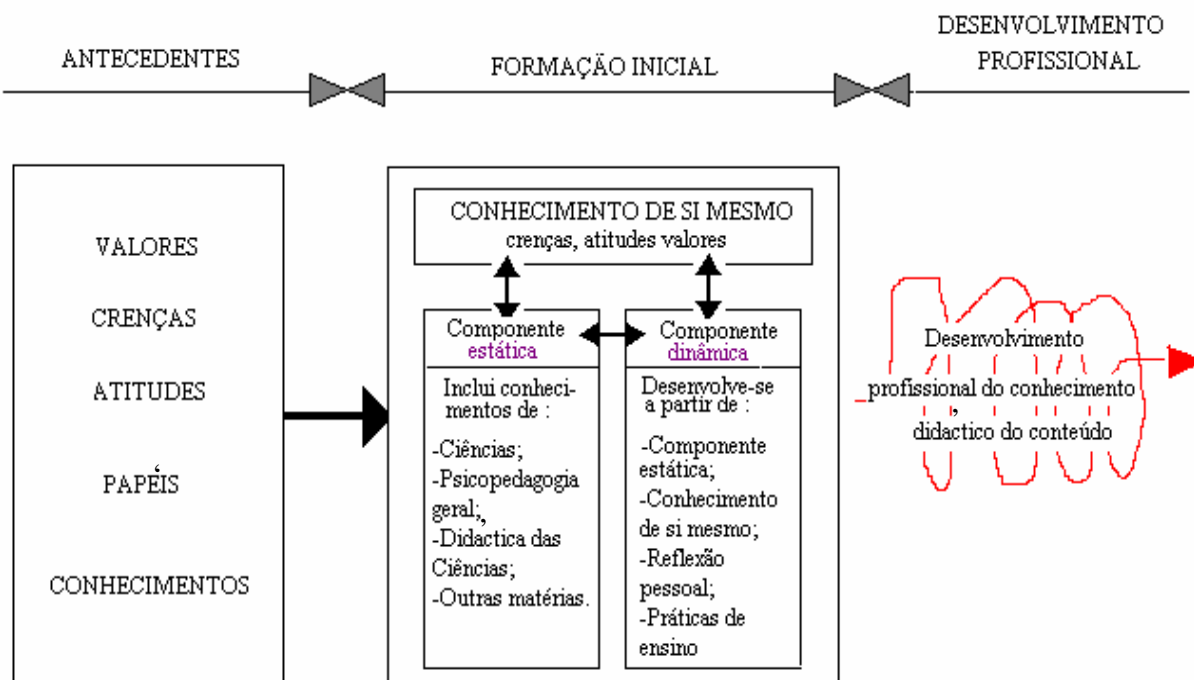 ANTECEDENTES
FORMAÇÃO INICIAL
DESENVOLVIMENTO
PROFISSIONAL
VALORES
CRENÇAS
ATITUDES
PAPÉIS
CONHECIMENTOS
CONHECIMENTO DE SI MESMO
crenças, atitudes valores
Componente
estática
Inclui conheci-
mentos de :
-Ciências;
-Psicopedagogia
geral;,
-Didactica das
Ciências;
-Outras matérias.
Componente
dinâmica
Desenvolve-se
a partir de :
-Componente
estática;
-Conhecimento
de si mesmo;
-Reflexão
pessoal;
-Práticas de
ensino
Desenvolvimento
profissional do conhecimento
didactico do conteúdo